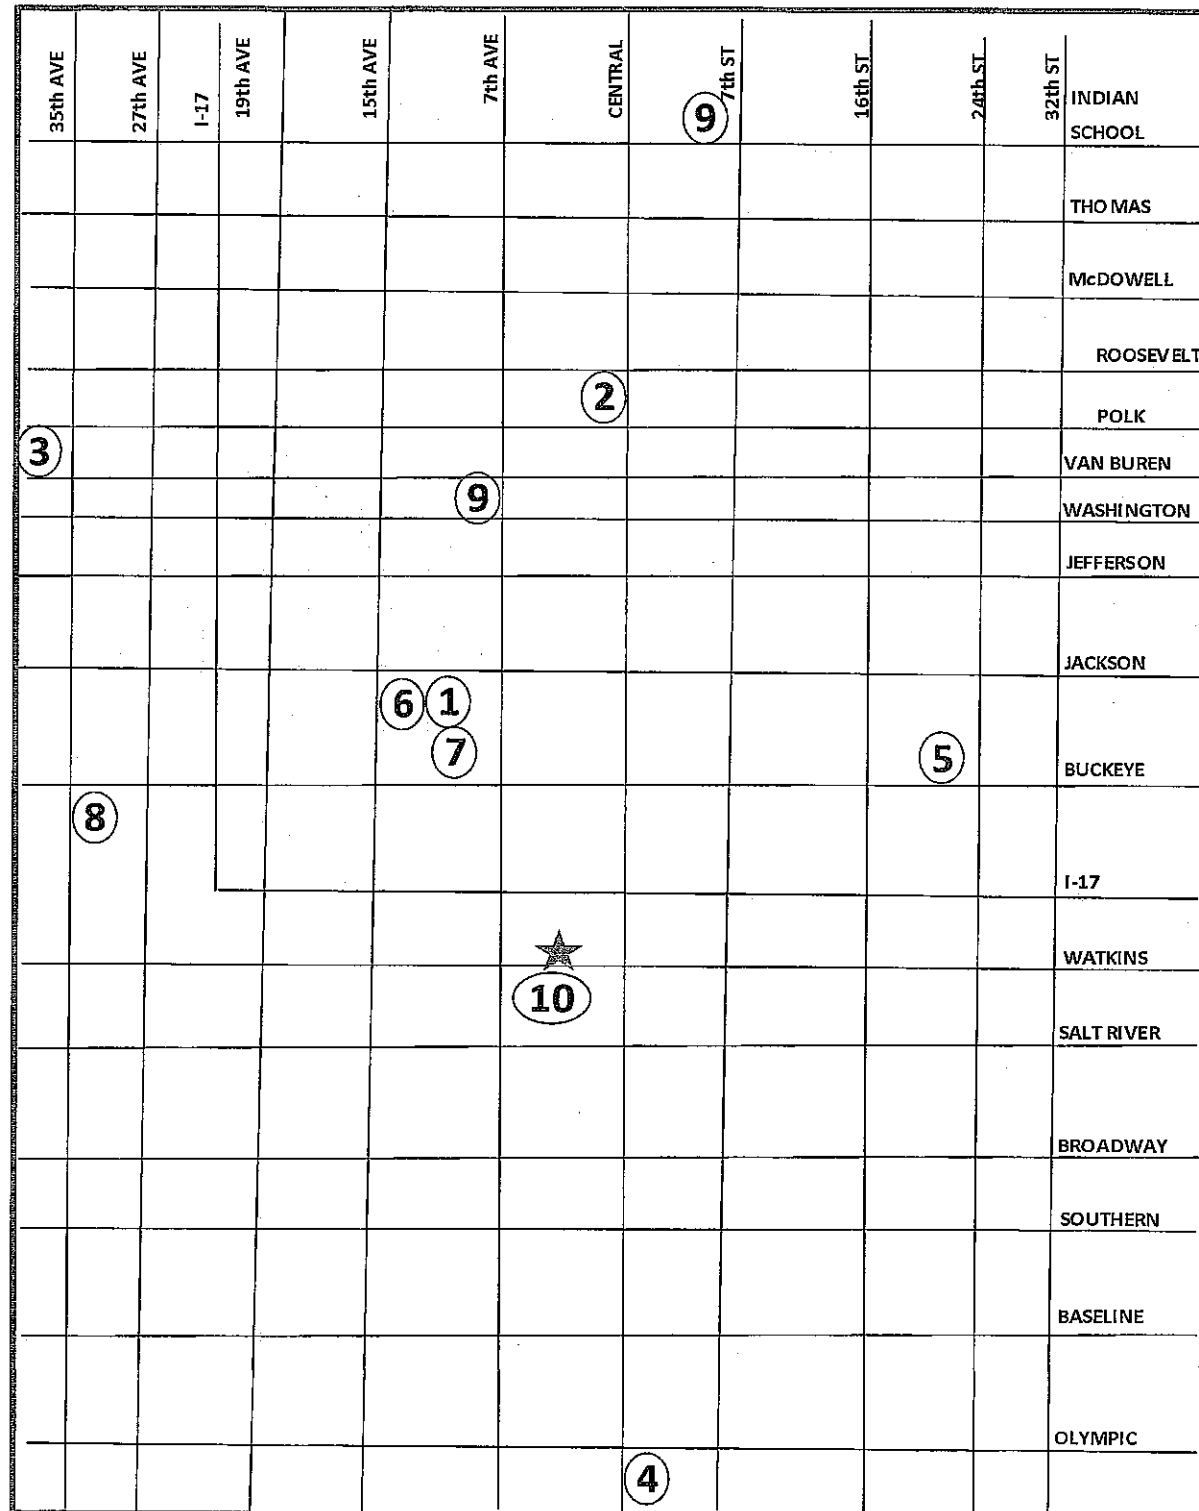 35th AVE
27th AVE
I-17
19th AVE
15th AVE
7th AVE
CENTRAL
7th ST
16th ST
24th ST
32th ST
INDIAN
SCHOOL
9
THOMAS
McDOWELL
ROOSEVELT
2
POLK
3
VAN BUREN
9
WASHINGTON
JEFFERSON
JACKSON
6
1
7
5
BUCKEYE
8
I-17
WATKINS
10
SALT RIVER
BROADWAY
SOUTHERN
BASELINE
OLYMPIC
4